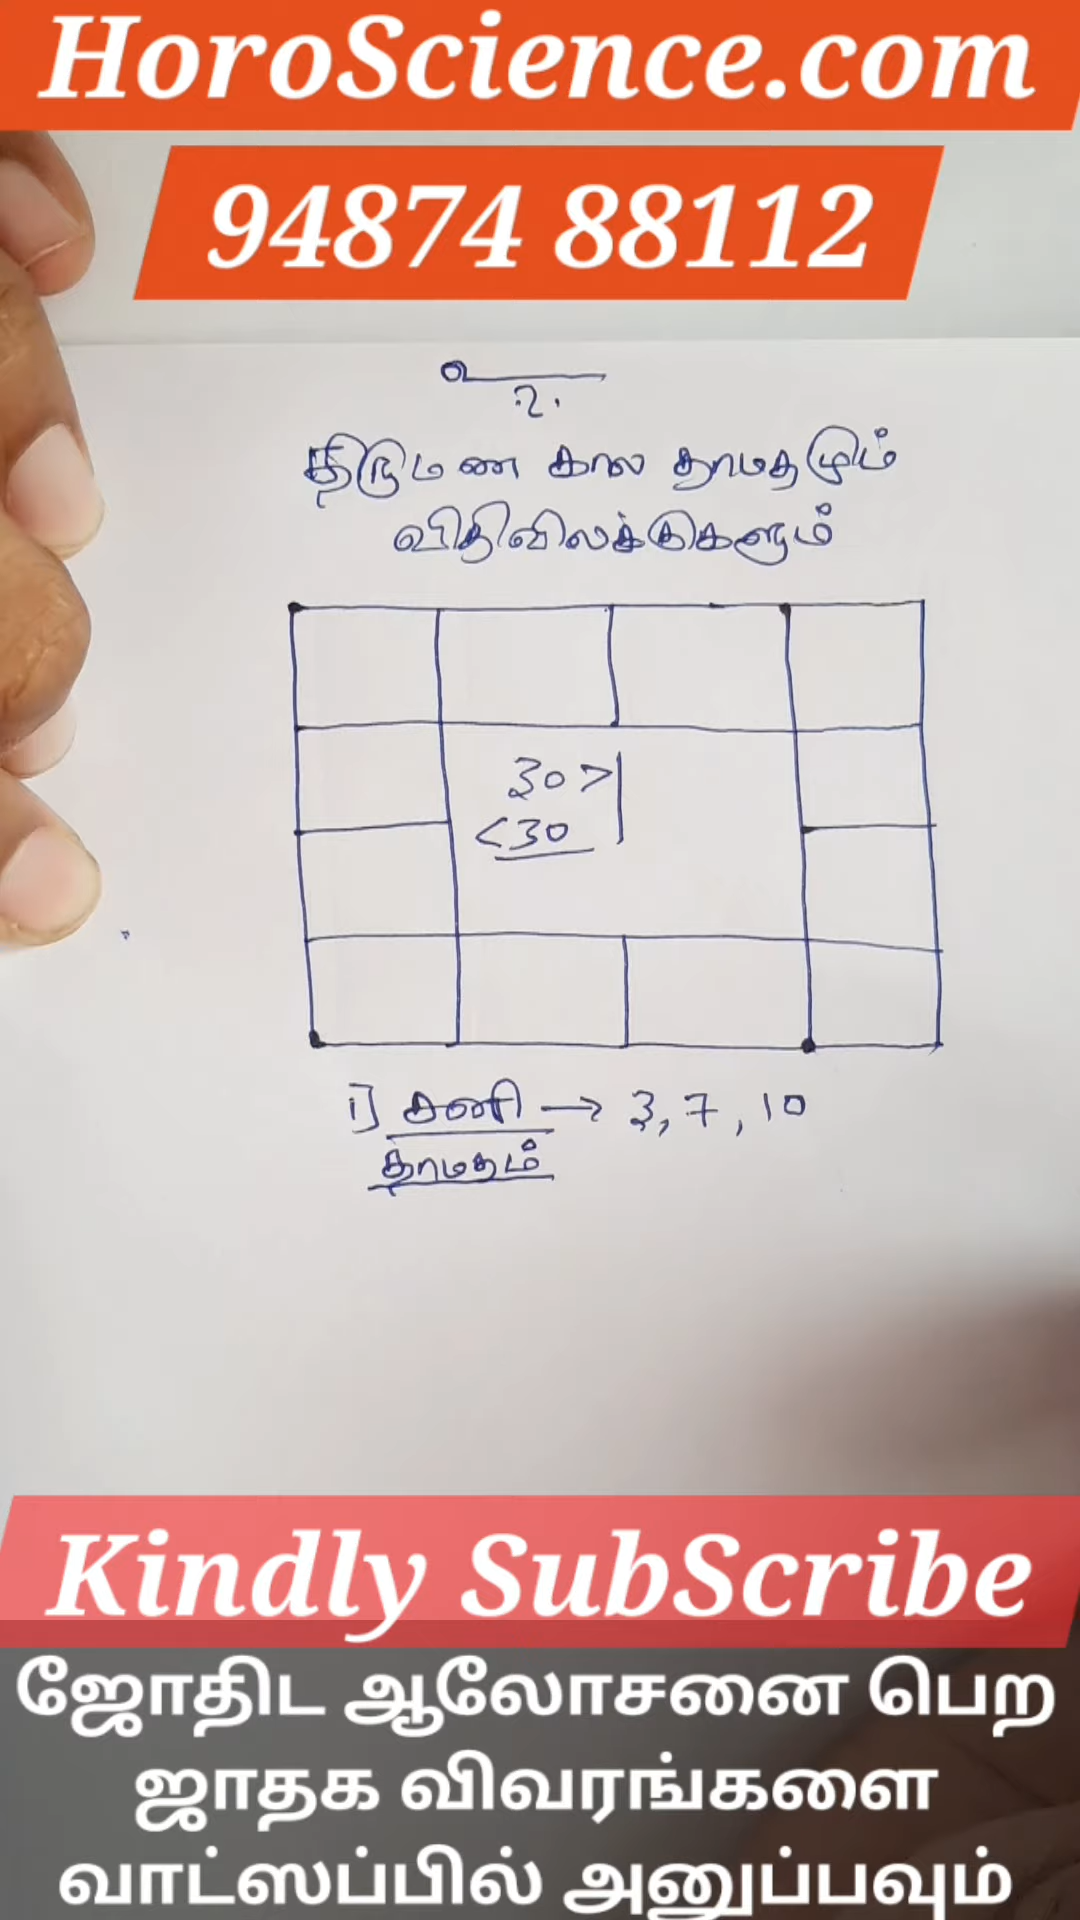 HoroScience.com
94874 88112
உ
2.
திருமண கால தாமதமும்
விதிவிலக்குகளும்
30>
<30
1] சனி → 3, 7, 10
தாமதம்
Kindly SubScribe
ஜோதிட ஆலோசனை பெற
ஜாதக விவரங்களை
வாட்ஸப்பில் அனுப்பவும்